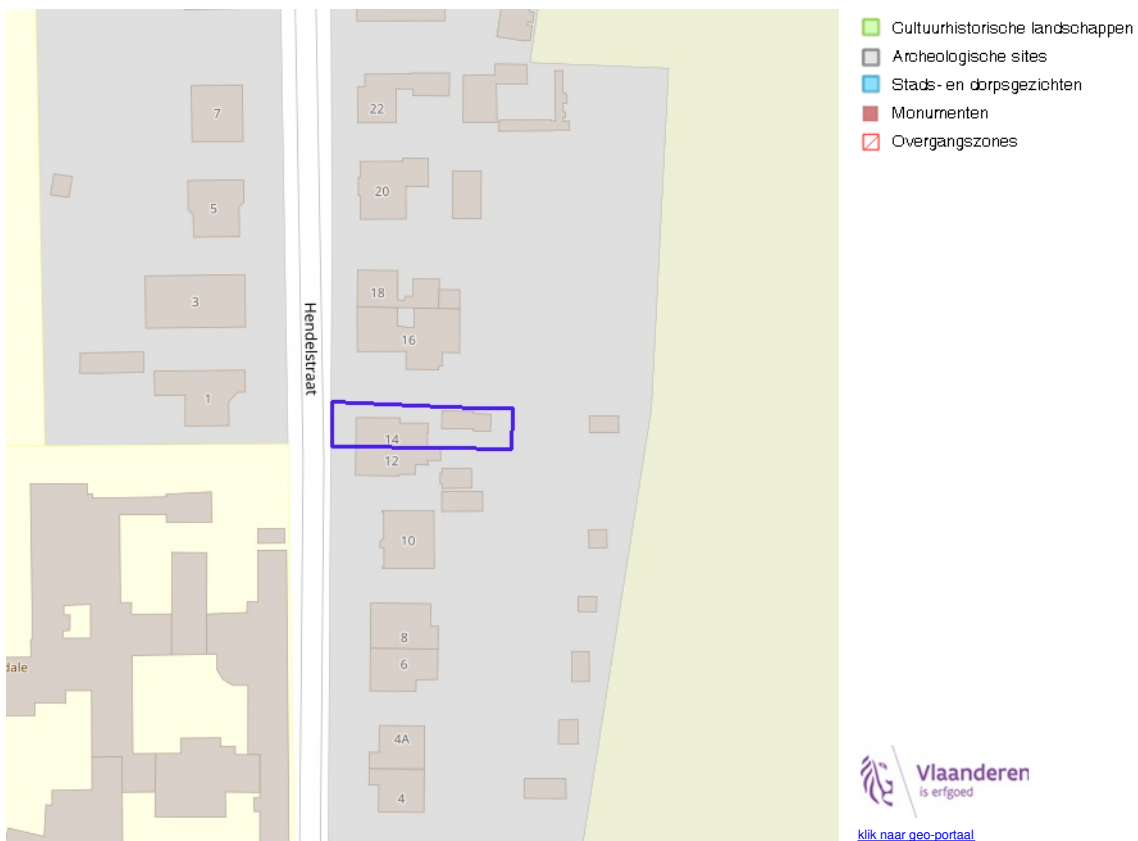 Cultuurhistorische landschappen
Archeologische sites
Stads- en dorpsgezichten
Monumenten
Overgangszones
7
22
5
20
3
18
Hendelstraat
16
1
14
12
10
8
6
dale
4A
4
Vlaanderen
is erfgoed
klik naar geo-portaal